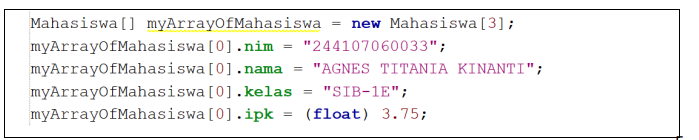 Mahasiswa[] myArrayOfMahasiswa = new Mahasiswa[3];
myArrayOfMahasiswa[0].nim = "244107060033";
myArrayOfMahasiswa[0].nama = "AGNES TITANIA KINANTI";
myArrayOfMahasiswa[0].kelas = "SIB-1E";
myArrayOfMahasiswa[0].ipk = (float) 3.75;